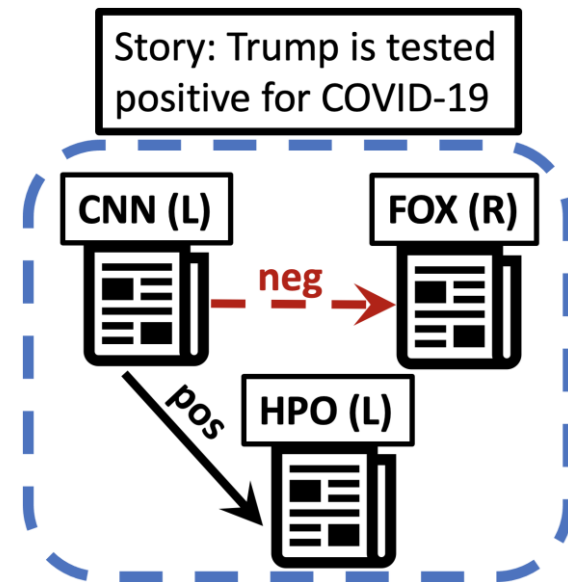 Story: Trump is tested
positive for COVID-19
CNN (L)
FOX (R)
neg
pos
HPO (L)